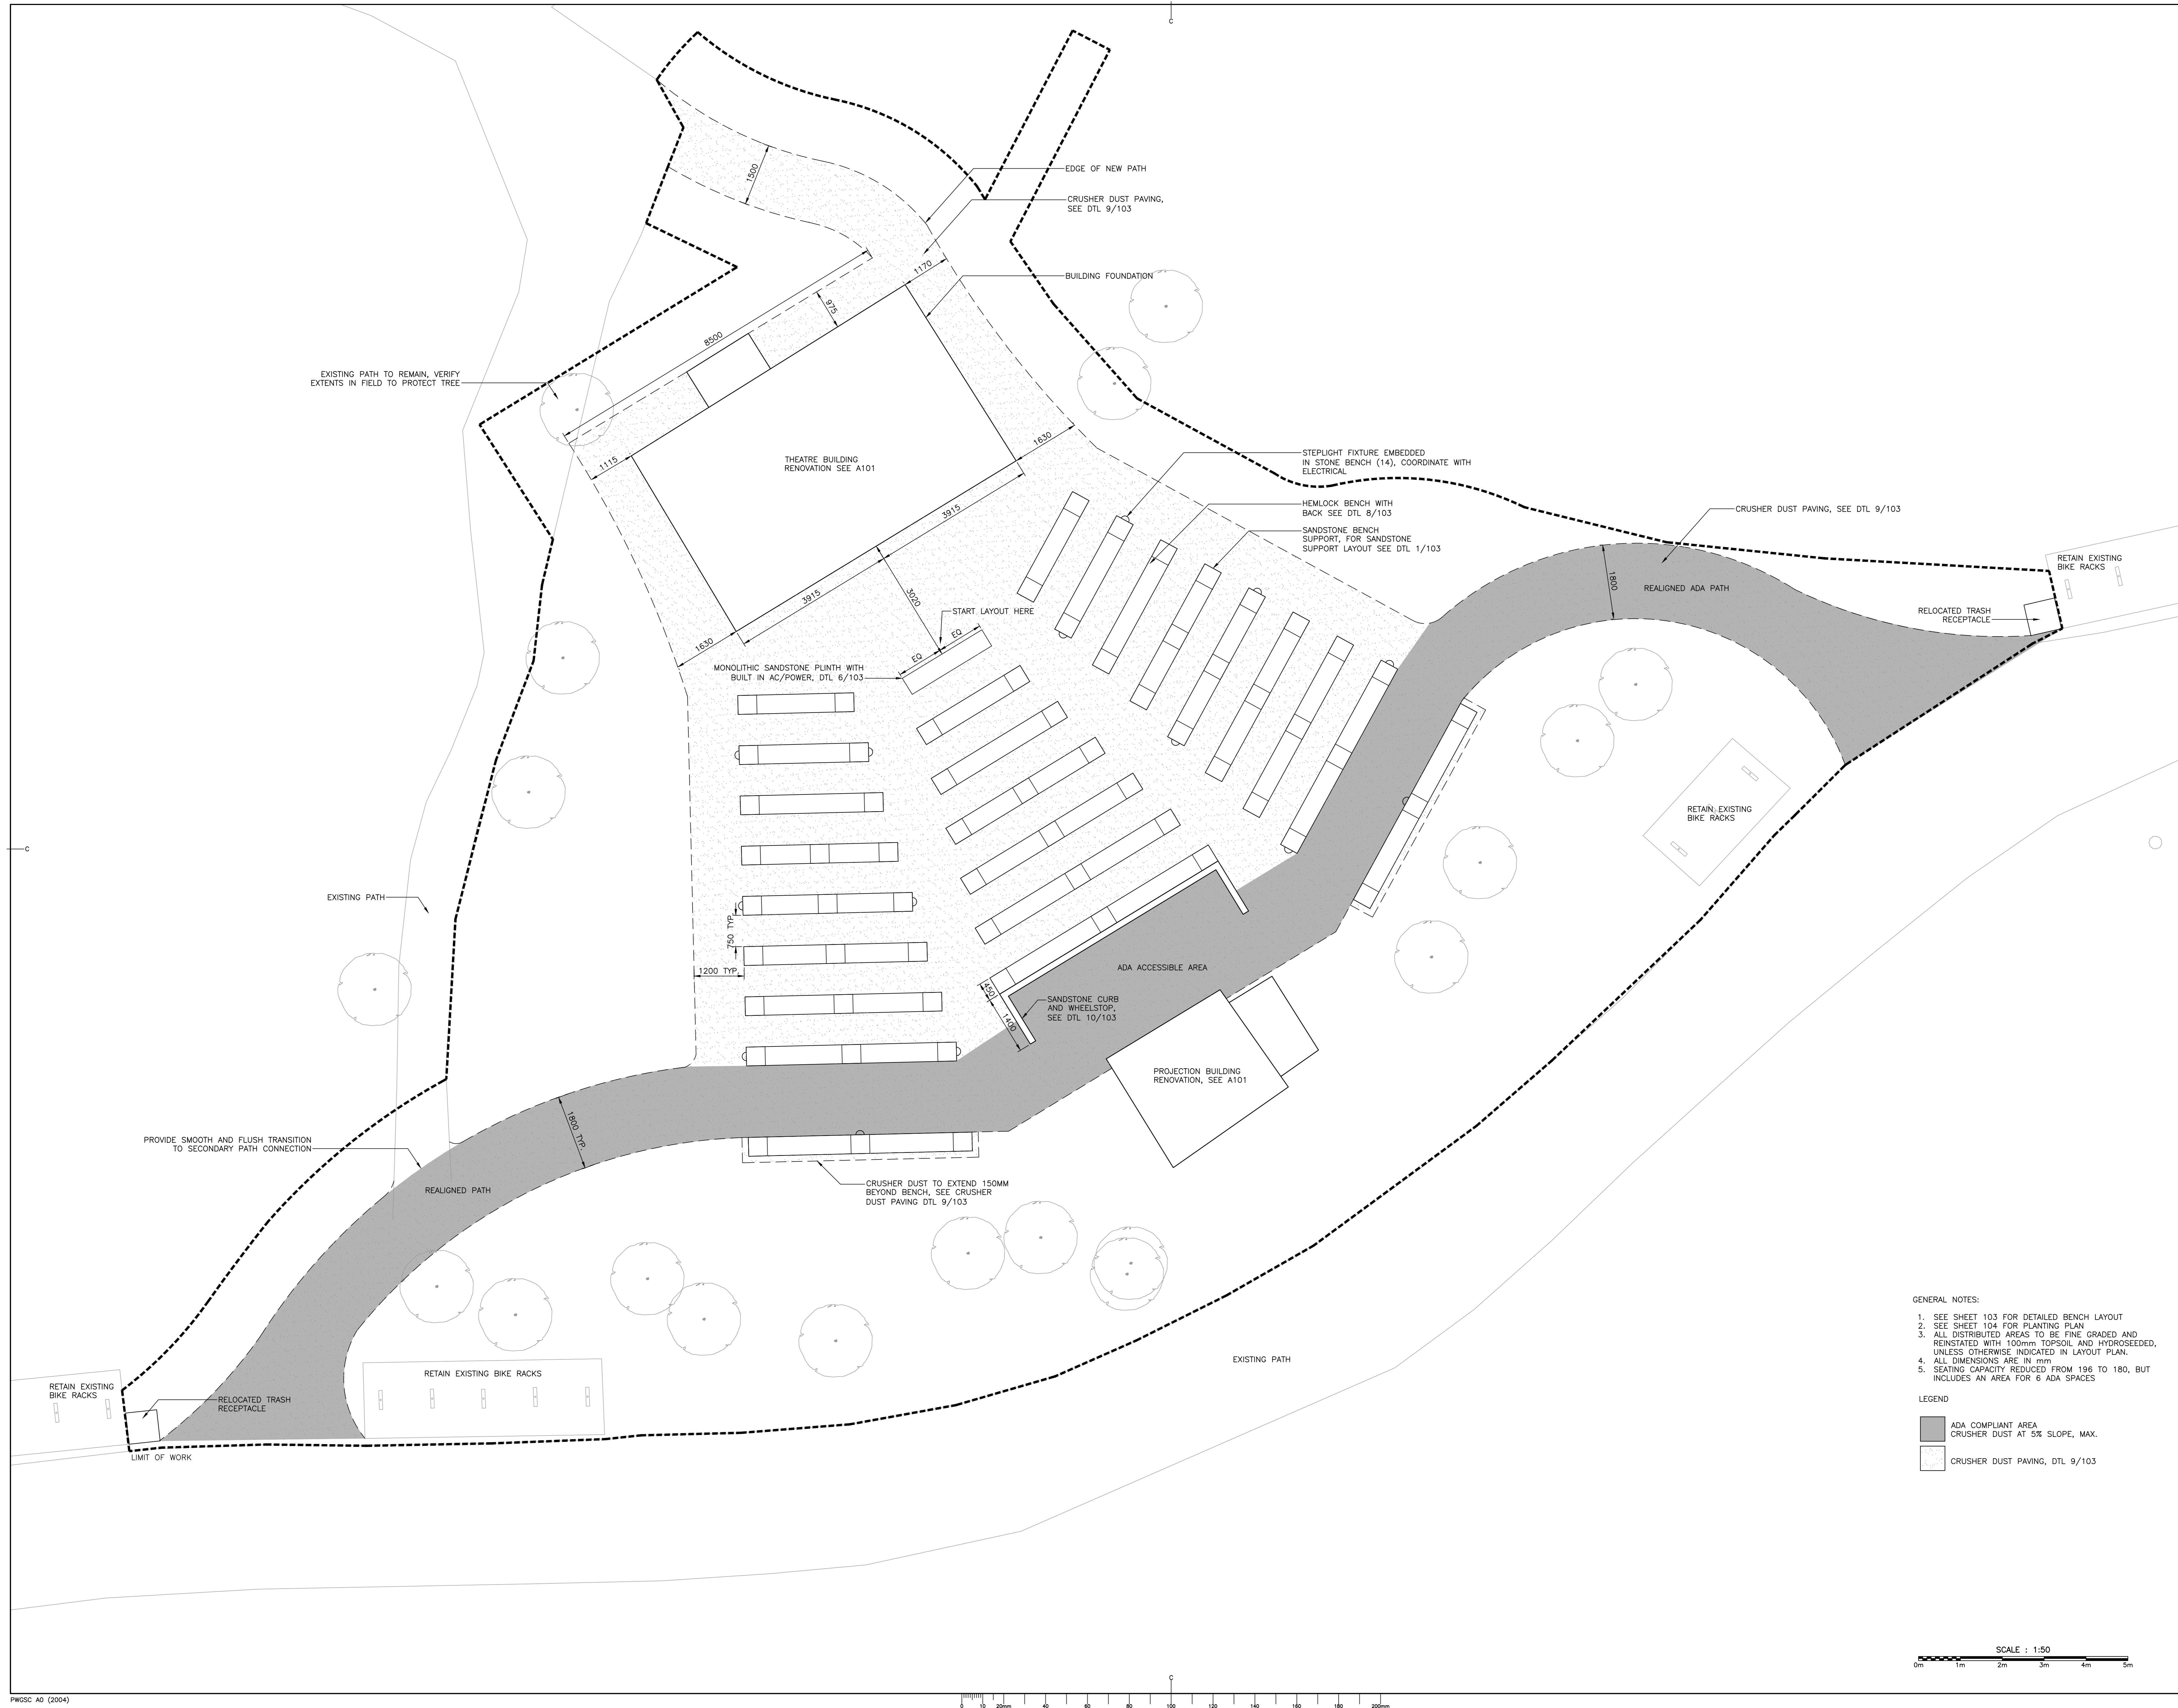 C
EDGE OF NEW PATH
1500
CRUSHER DUST PAVING,
SEE DTL 9/103
1170
BUILDING FOUNDATION
975
8500
EXISTING PATH TO REMAIN, VERIFY
EXTENTS IN FIELD TO PROTECT TREE
1115
THEATRE BUILDING
RENOVATION SEE A101
1630
3915
STEPLIGHT FIXTURE EMBEDDED
IN STONE BENCH (14), COORDINATE WITH
ELECTRICAL
HEMLOCK BENCH WITH
BACK SEE DTL 8/103
CRUSHER DUST PAVING, SEE DTL 9/103
SANDSTONE BENCH
SUPPORT, FOR SANDSTONE
SUPPORT LAYOUT SEE DTL 1/103
RETAIN EXISTING
BIKE RACKS
1800
REALIGNED ADA PATH
3915
3020
START LAYOUT HERE
RELOCATED TRASH
RECEPTACLE
1630
EQ
EQ
MONOLITHIC SANDSTONE PLINTH WITH
BUILT IN AC/POWER, DTL 6/103
RETAIN EXISTING
BIKE RACKS
C
EXISTING PATH
750 TYP.
1200 TYP.
ADA ACCESSIBLE AREA
450
1400
SANDSTONE CURB
AND WHEELSTOP,
SEE DTL 10/103
PROJECTION BUILDING
RENOVATION, SEE A101
1800 TYP.
PROVIDE SMOOTH AND FLUSH TRANSITION
TO SECONDARY PATH CONNECTION
REALIGNED PATH
CRUSHER DUST TO EXTEND 150MM
BEYOND BENCH, SEE CRUSHER
DUST PAVING DTL 9/103
EXISTING PATH
RETAIN EXISTING BIKE RACKS
RETAIN EXISTING
BIKE RACKS
RELOCATED TRASH
RECEPTACLE
LIMIT OF WORK
GENERAL NOTES:
1. SEE SHEET 103 FOR DETAILED BENCH LAYOUT
2. SEE SHEET 104 FOR PLANTING PLAN
3. ALL DISTRIBUTED AREAS TO BE FINE GRADED AND
REINSTATED WITH 100mm TOPSOIL AND HYDROSEEDED,
UNLESS OTHERWISE INDICATED IN LAYOUT PLAN.
4. ALL DIMENSIONS ARE IN mm
5. SEATING CAPACITY REDUCED FROM 196 TO 180, BUT
INCLUDES AN AREA FOR 6 ADA SPACES
LEGEND
ADA COMPLIANT AREA
CRUSHER DUST AT 5% SLOPE, MAX.
CRUSHER DUST PAVING, DTL 9/103
SCALE : 1:50
0m 1m 2m 3m 4m 5m
C
PWGSC A0 (2004)
0 10 20mm 40 60 80 100 120 140 160 180 200mm